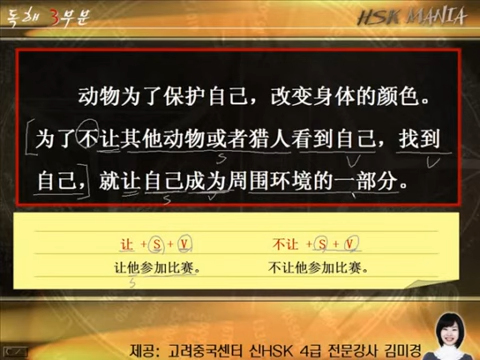 독해 3부분
HSK MANIA
动物为了保护自己，改变身体的颜色。
为了不让其他动物或者猎人看到自己，找到
自己，就让自己成为周围环境的一部分。
让 + S + V
不让 + S + V
让他参加比赛。
不让他参加比赛。
S
V
V
S
V
S
제공: 고려중국센터 신HSK 4급 전문강사 김미경